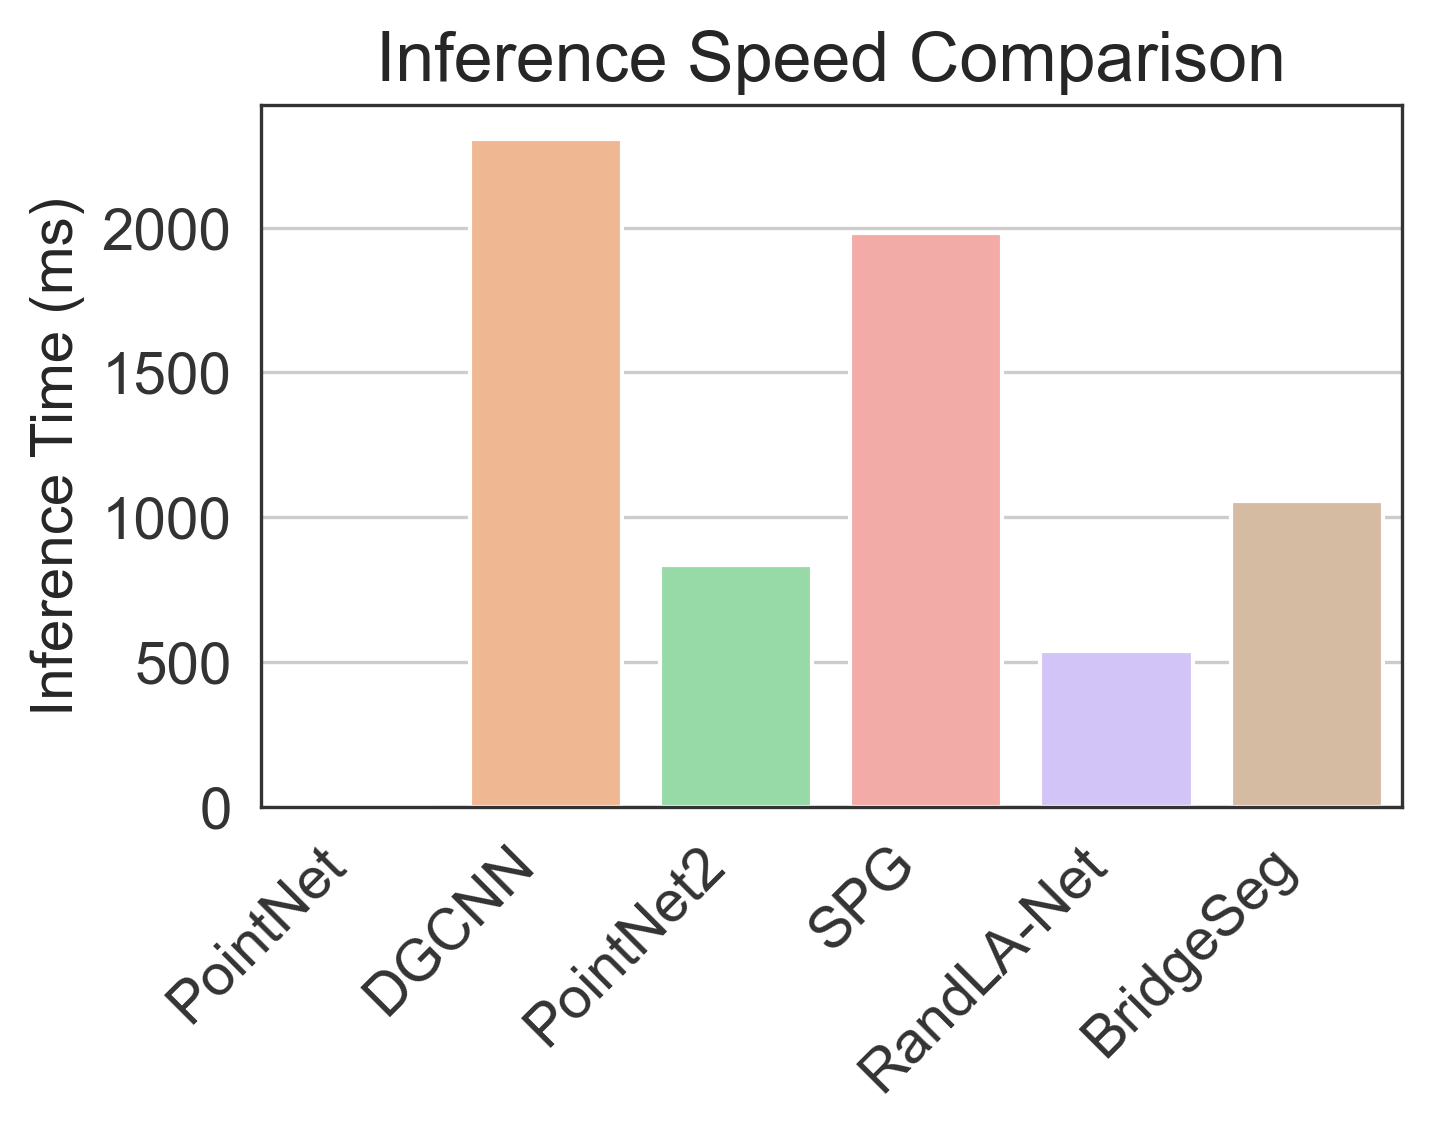 Inference Speed Comparison
Inference Time (ms)
2000
1500
1000
500
0
PointNet
DGCNN
PointNet2
SPG
RandLA-Net
BridgeSeg